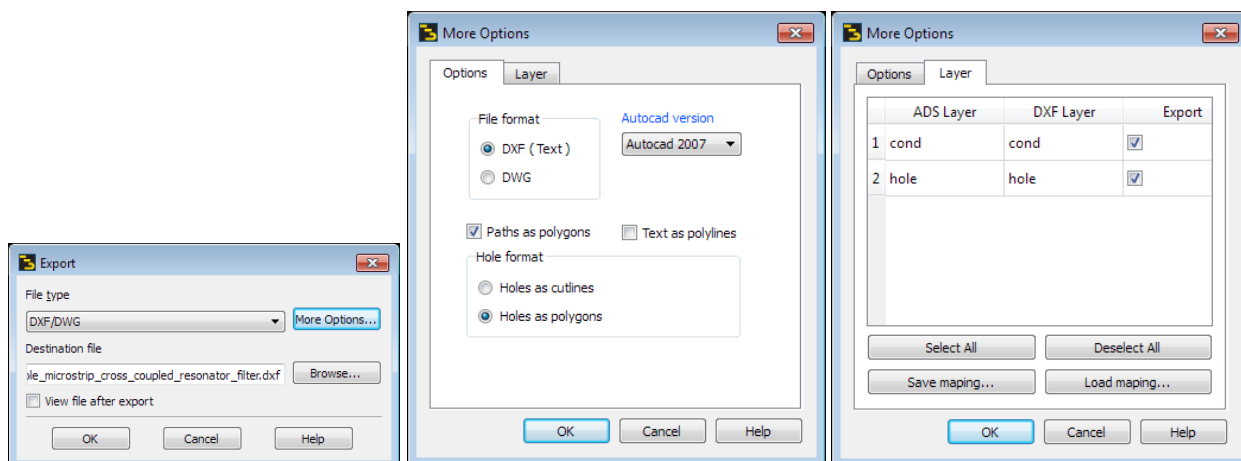 Export
File type
DXF/DWG
More Options...
Destination file
ole_microstrip_cross_coupled_resonator_filter.dxf
Browse...
View file after export
OK
Cancel
Help
More Options
Options
Layer
File format
Autocad version
DXF ( Text )
Autocad 2007
DWG
Paths as polygons
Text as polylines
Hole format
Holes as cutlines
Holes as polygons
OK
Cancel
Help
More Options
Options
Layer
ADS Layer
DXF Layer
Export
1
cond
cond
2
hole
hole
Select All
Deselect All
Save maping...
Load maping...
OK
Cancel
Help